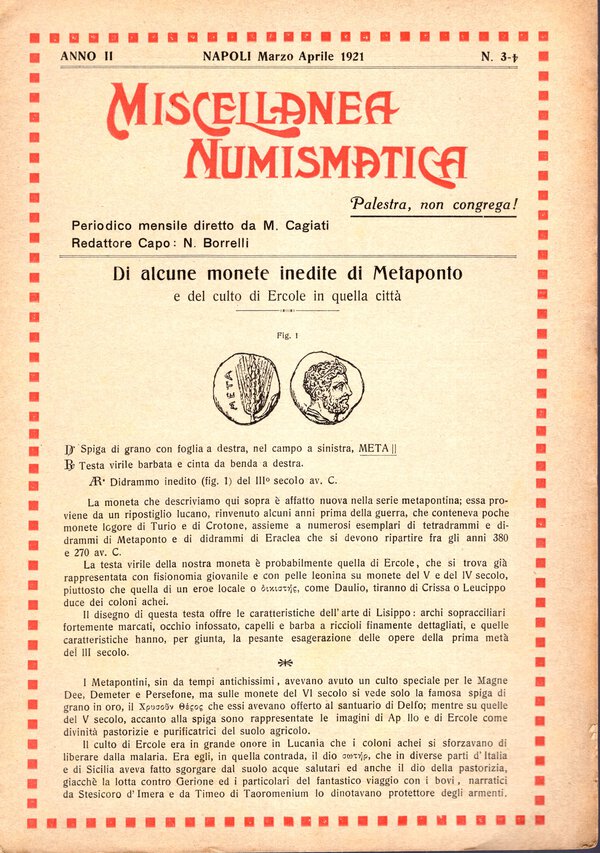 ANNO II NAPOLI Marzo Aprile 1921 N. 3-4
MISCELLANEA
NUMISMATICA
Palestra, non congrega!
Periodico mensile diretto da M. Cagiati
Redattore Capo: N. Borrelli
Di alcune monete inedite di Metaponto
e del culto di Ercole in quella città
Fig. 1
META
D/ Spiga di grano con foglia a destra, nel campo a sinistra, META ||
R/ Testa virile barbata e cinta da benda a destra.
AR. Didrammo inedito (fig. 1) del IIIº secolo av. C.
La moneta che descriviamo qui sopra è affatto nuova nella serie metapontina; essa pro-
viene da un ripostiglio lucano, rinvenuto alcuni anni prima della guerra, che conteneva poche
monete logore di Turio e di Crotone, assieme a numerosi esemplari di tetradrammi e di-
drammi di Metaponto e di didrammi di Eraclea che si devono ripartire fra gli anni 380
e 270 av. C.
La testa virile della nostra moneta è probabilmente quella di Ercole, che si trova già
rappresentata con fisionomia giovanile e con pelle leonina su monete del V e del IV secolo,
piuttosto che quella di un eroe locale o δικιστής, come Daulio, tiranno di Crissa o Leucippo
duce dei coloni achei.
Il disegno di questa testa offre le caratteristiche dell'arte di Lisippo: archi sopracciliari
fortemente marcati, occhio infossato, capelli e barba a riccioli finamente dettagliati, e quelle
caratteristiche hanno, per giunta, la pesante esagerazione delle opere della prima metà
del III secolo.
I Metapontini, sin da tempi antichissimi, avevano avuto un culto speciale per le Magne
Dee, Demeter e Persefone, ma sulle monete del VI secolo si vede solo la famosa spiga di
grano in oro, il Χρυσοῦν Θέρος che essi avevano offerto al santuario di Delfo; mentre su quelle
del V secolo, accanto alla spiga sono rappresentate le imagini di Ap llo e di Ercole come
divinità pastorizie e purificatrici del suolo agricolo.
Il culto di Ercole era in grande onore in Lucania che i coloni achei si sforzavano di
liberare dalla malaria. Era egli, in quella contrada, il dio σωτήρ, che in diverse parti d'Italia
e di Sicilia aveva fatto sgorgare dal suolo acque salutari ed anche il dio della pastorizia,
giacchè la lotta contro Gerione ed i particolari del fantastico viaggio con i bovi, narratici
da Stesicoro d'Imera e da Timeo di Taoromenium lo dinotavano protettore degli armenti.